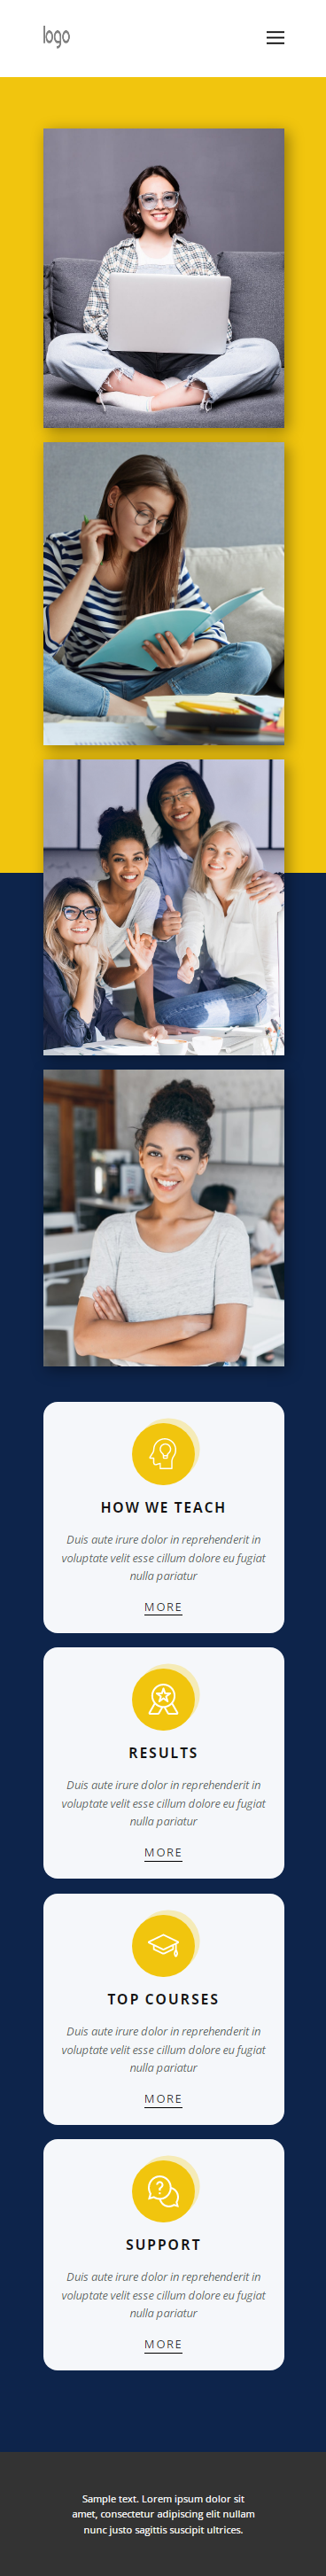 logo
HOW WE TEACH
Duis aute irure dolor in reprehenderit in
voluptate velit esse cillum dolore eu fugiat
nulla pariatur
MORE
RESULTS
Duis aute irure dolor in reprehenderit in
voluptate velit esse cillum dolore eu fugiat
nulla pariatur
MORE
TOP COURSES
Duis aute irure dolor in reprehenderit in
voluptate velit esse cillum dolore eu fugiat
nulla pariatur
MORE
SUPPORT
Duis aute irure dolor in reprehenderit in
voluptate velit esse cillum dolore eu fugiat
nulla pariatur
MORE
Sample text. Lorem ipsum dolor sit
amet, consectetur adipiscing elit nullam
nunc justo sagittis suscipit ultrices.